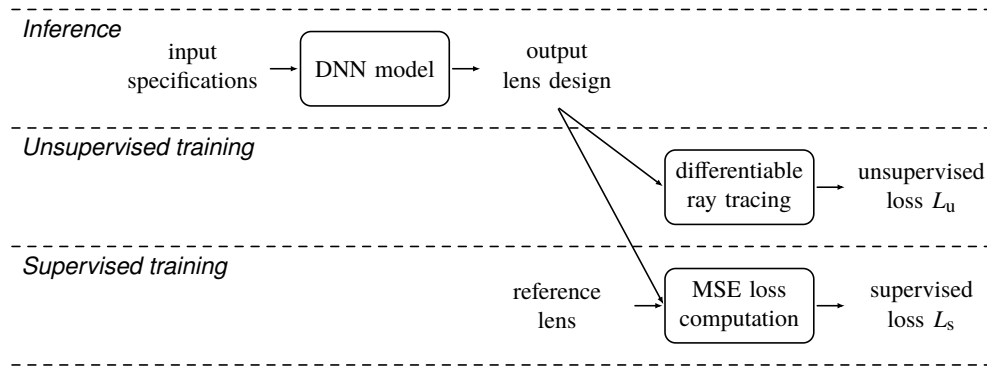 Inference
input
specifications
DNN model
output
lens design
Unsupervised training
differentiable
ray tracing
unsupervised
loss Lu
Supervised training
reference
lens
MSE loss
computation
supervised
loss Ls